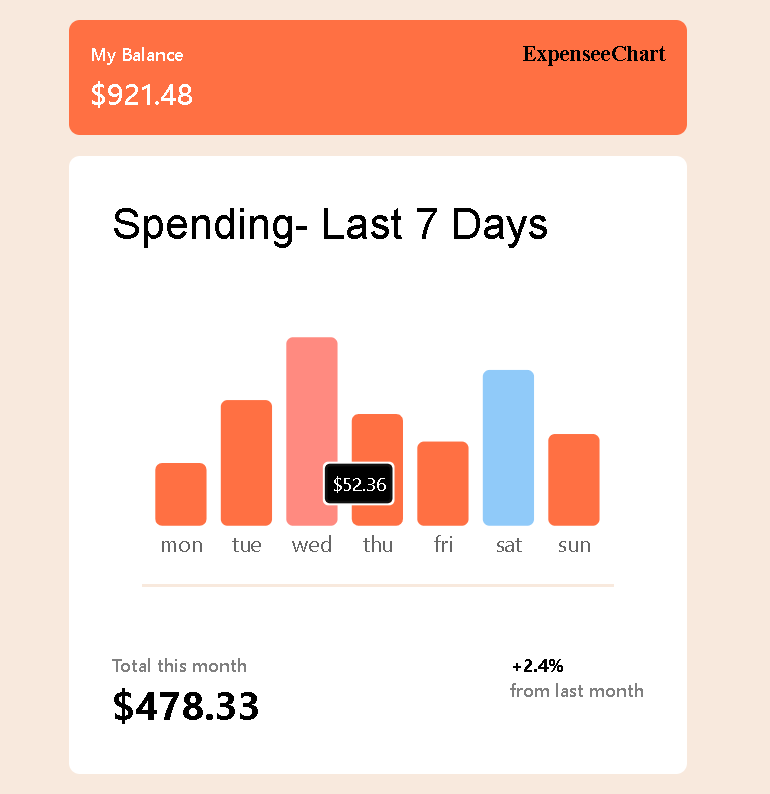 My Balance
ExpenseeChart
$921.48
Spending- Last 7 Days
$52.36
mon tue wed thu fri sat sun
Total this month
+2.4%
$478.33
from last month